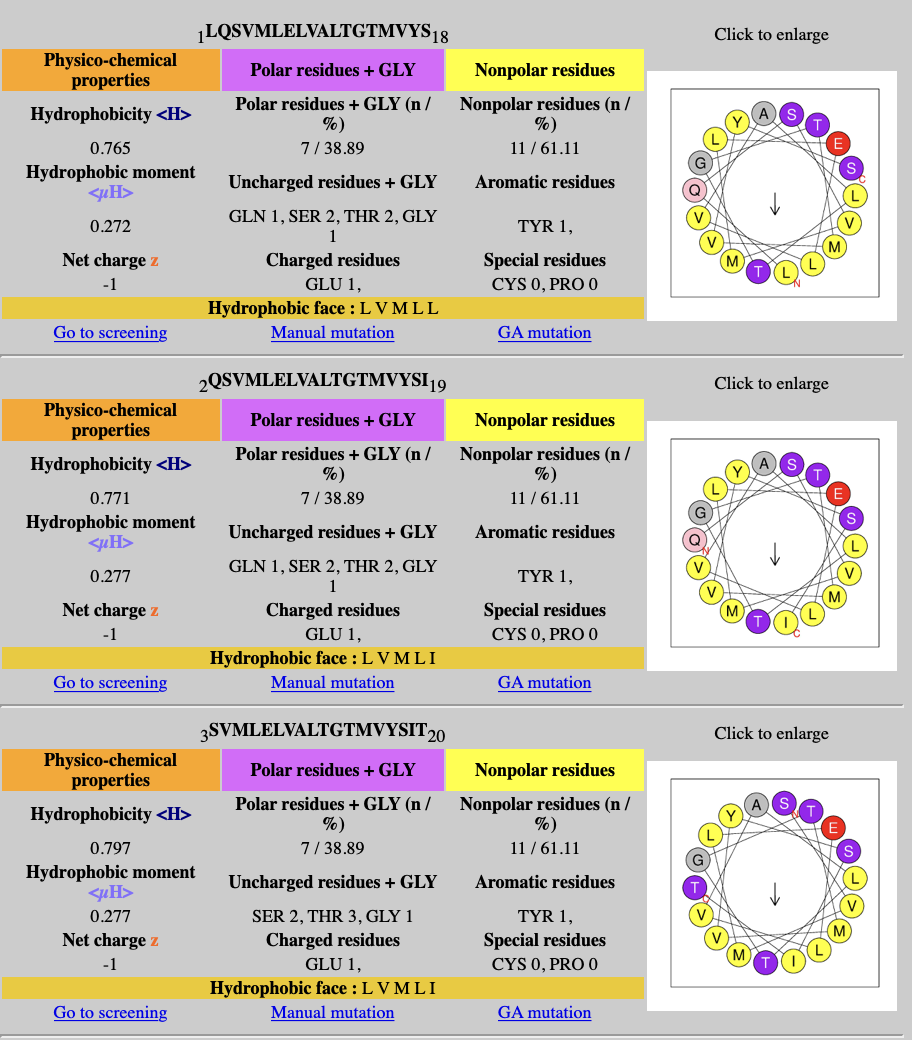 1LQSVMLELVALTGTMVYS18
Click to enlarge
Physico-chemical
properties
Polar residues + GLY
Nonpolar residues
Hydrophobicity <H>
Polar residues + GLY (n /
%)
Nonpolar residues (n /
%)
0.765
7 / 38.89
11 / 61.11
Hydrophobic moment
<μH>
Uncharged residues + GLY
Aromatic residues
0.272
GLN 1, SER 2, THR 2, GLY
1
TYR 1,
Net charge z
Charged residues
Special residues
-1
GLU 1,
CYS 0, PRO 0
Hydrophobic face : L V M L L
Go to screening
Manual mutation
GA mutation
A S T E S C L V M L L N T M V V Q G L Y
2QSVMLELVALTGTMVYSI19
Click to enlarge
Physico-chemical
properties
Polar residues + GLY
Nonpolar residues
Hydrophobicity <H>
Polar residues + GLY (n /
%)
Nonpolar residues (n /
%)
0.771
7 / 38.89
11 / 61.11
Hydrophobic moment
<μH>
Uncharged residues + GLY
Aromatic residues
0.277
GLN 1, SER 2, THR 2, GLY
1
TYR 1,
Net charge z
Charged residues
Special residues
-1
GLU 1,
CYS 0, PRO 0
Hydrophobic face : L V M L I
Go to screening
Manual mutation
GA mutation
A S T E S L V M L I C T M V V Q N G L Y
3SVMLELVALTGTMVYSIT20
Click to enlarge
Physico-chemical
properties
Polar residues + GLY
Nonpolar residues
Hydrophobicity <H>
Polar residues + GLY (n /
%)
Nonpolar residues (n /
%)
0.797
7 / 38.89
11 / 61.11
Hydrophobic moment
<μH>
Uncharged residues + GLY
Aromatic residues
0.277
SER 2, THR 3, GLY 1
TYR 1,
Net charge z
Charged residues
Special residues
-1
GLU 1,
CYS 0, PRO 0
Hydrophobic face : L V M L I
Go to screening
Manual mutation
GA mutation
A S N T E S L V M L I T M V V T C G L Y